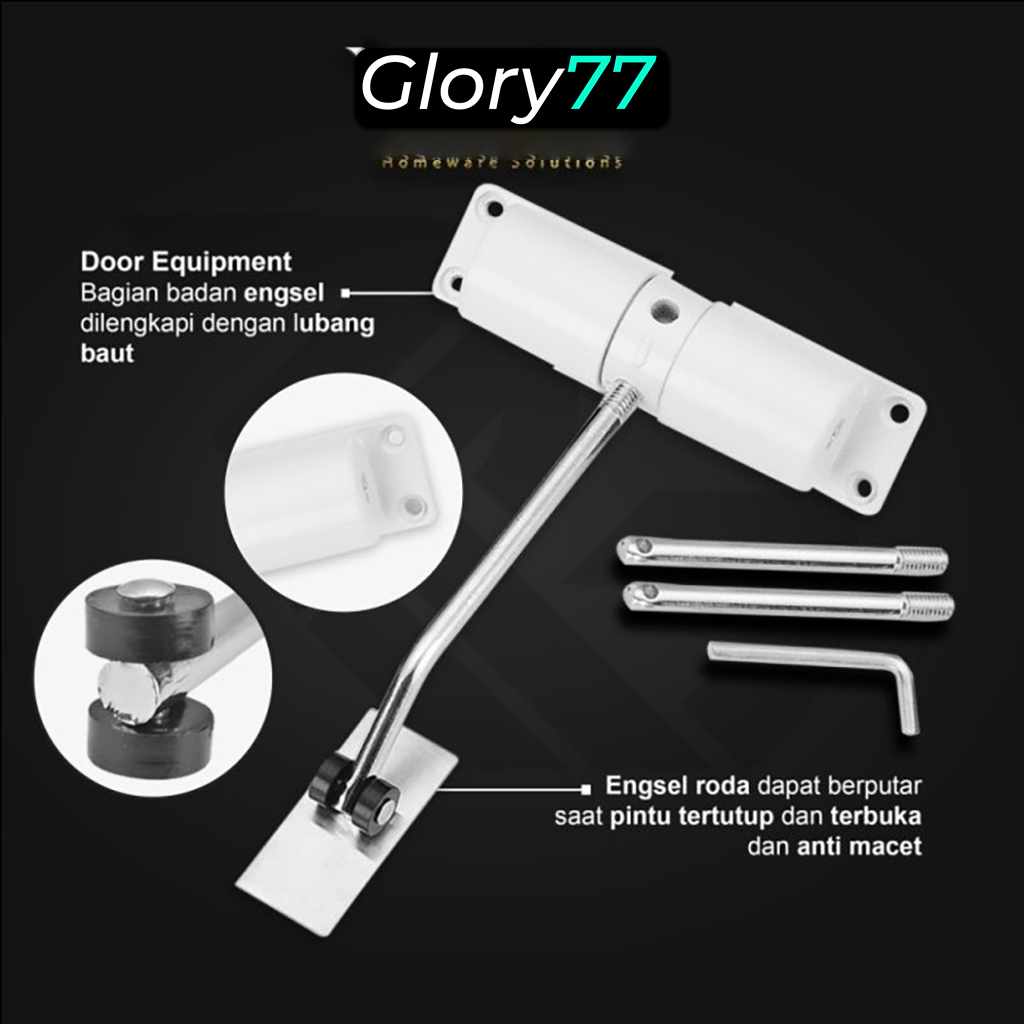 Glory77
Homeware Solutions
Door Equipment
Bagian badan engsel
dilengkapi dengan lubang
baut
Engsel roda dapat berputar
saat pintu tertutup dan terbuka
dan anti macet